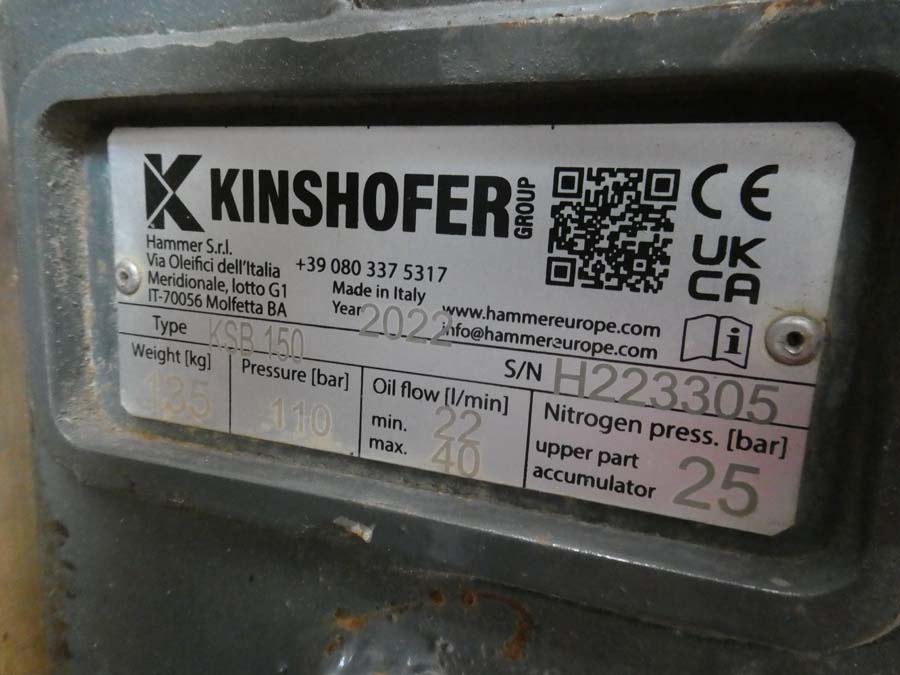 KINSHOFER GROUP
CE
UK
CA
Hammer S.r.l.
Via Oleifici dell'Italia
Meridionale, lotto G1
IT-70056 Molfetta BA
+39 080 337 5317
Made in Italy
Year 2022
www.hammereurope.com
info@hammereurope.com
i
Type KSB 150
S/N H223305
Weight [kg]
135
Pressure [bar]
110
Oil flow [l/min]
min. 22
max. 40
Nitrogen press. [bar]
upper part
accumulator 25